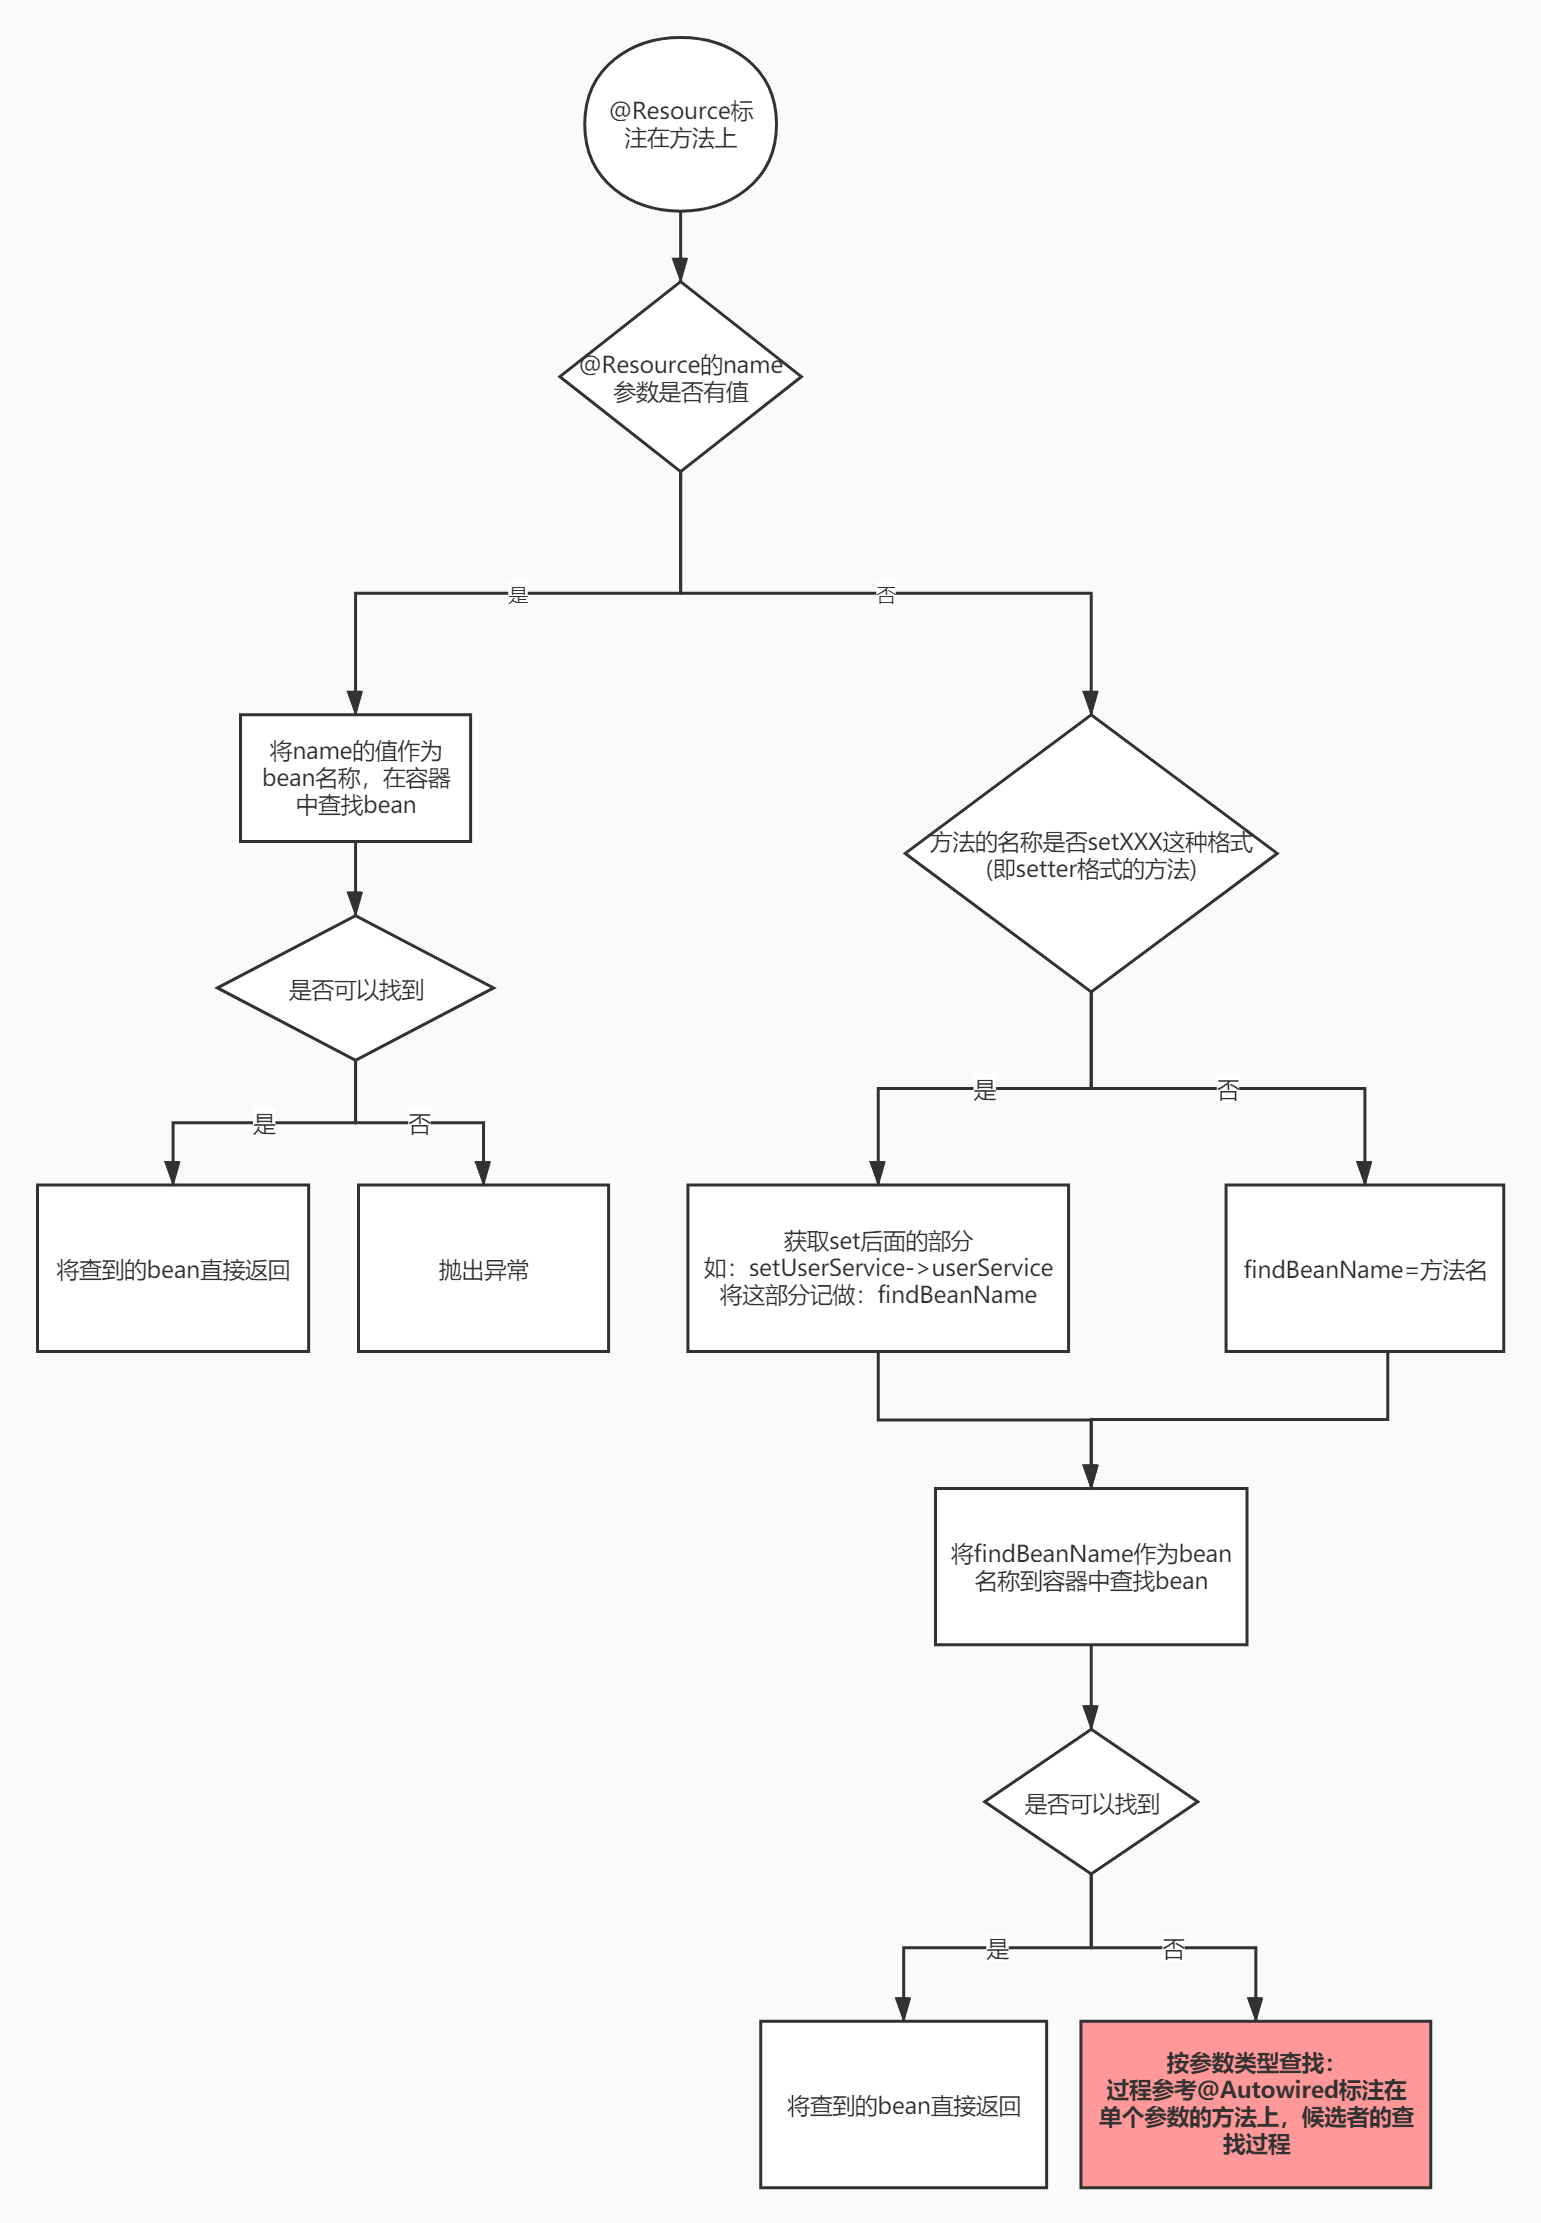 @Resource标
注在方法上
@Resource的name
参数是否有值
是
否
将name的值作为
bean名称，在容器
中查找bean
方法的名称是否setXXX这种格式
(即setter格式的方法)
是否可以找到
是
否
是
否
将查到的bean直接返回
抛出异常
获取set后面的部分
如：setUserService->userService
将这部分记做：findBeanName
findBeanName=方法名
将findBeanName作为bean
名称到容器中查找bean
是否可以找到
是
否
将查到的bean直接返回
按参数类型查找：
过程参考@Autowired标注在
单个参数的方法上，候选者的查
找过程